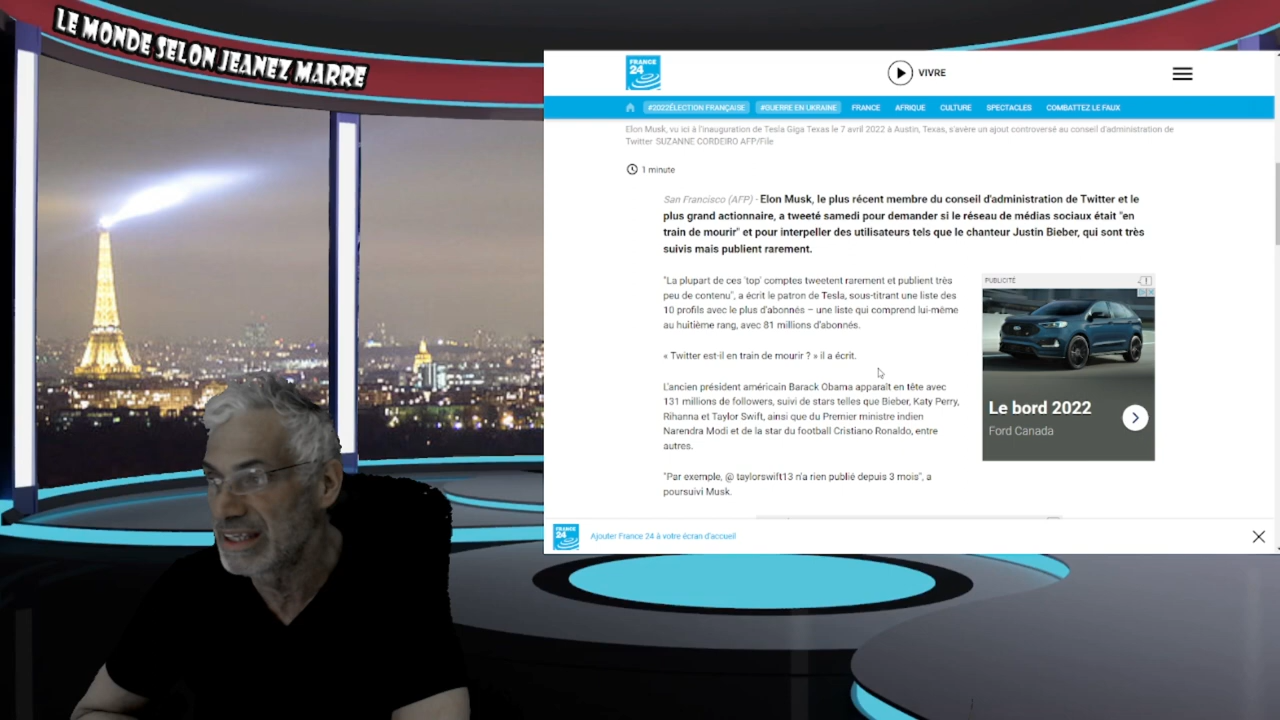 LE MONDE SELON JEANEZ MARRE
FRANCE
24
VIVRE
#2022ÉLECTION FRANÇAISE #GUERRE EN UKRAINE FRANCE AFRIQUE CULTURE SPECTACLES COMBATTEZ LE FAUX
Elon Musk, vu ici à l'inauguration de Tesla Giga Texas le 7 avril 2022 à Austin, Texas, s'avère un ajout controversé au conseil d'administration de
Twitter SUZANNE CORDEIRO AFP/File
1 minute
San Francisco (AFP) - Elon Musk, le plus récent membre du conseil d'administration de Twitter et le
plus grand actionnaire, a tweeté samedi pour demander si le réseau de médias sociaux était "en
train de mourir" et pour interpeller des utilisateurs tels que le chanteur Justin Bieber, qui sont très
suivis mais publient rarement.
"La plupart de ces 'top' comptes tweetent rarement et publient très
peu de contenu", a écrit le patron de Tesla, sous-titrant une liste des
10 profils avec le plus d'abonnés – une liste qui comprend lui-même
au huitième rang, avec 81 millions d'abonnés.
« Twitter est-il en train de mourir ? » il a écrit.
L'ancien président américain Barack Obama apparaît en tête avec
131 millions de followers, suivi de stars telles que Bieber, Katy Perry,
Rihanna et Taylor Swift, ainsi que du Premier ministre indien
Narendra Modi et de la star du football Cristiano Ronaldo, entre
autres.
"Par exemple, @ taylorswift13 n'a rien publié depuis 3 mois", a
poursuivi Musk.
PUBLICITÉ
Le bord 2022
Ford Canada
FRANCE
24
Ajouter France 24 à votre écran d'accueil